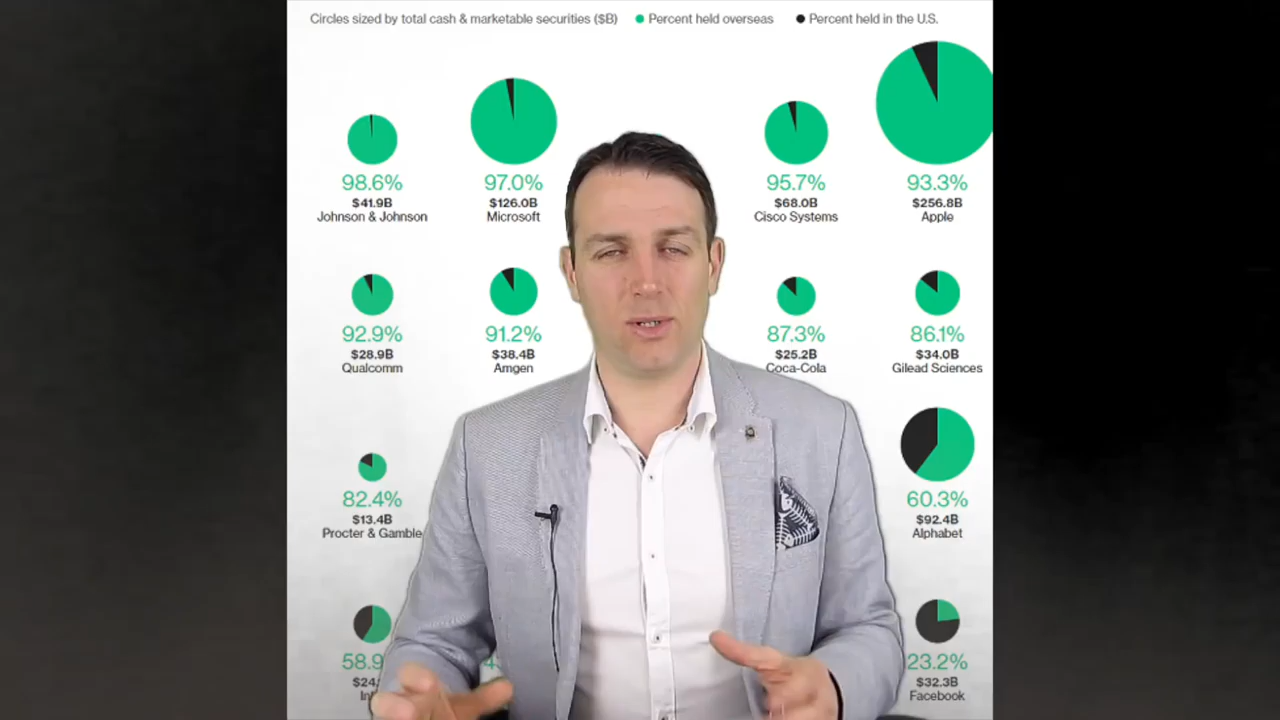 Circles sized by total cash & marketable securities ($B) Percent held overseas Percent held in the U.S.
98.6% 97.0% 95.7% 93.3%
$41.9B $126.0B $68.0B $256.8B
Johnson & Johnson Microsoft Cisco Systems Apple
92.9% 91.2% 87.3% 86.1%
$28.9B $38.4B $25.2B $34.0B
Qualcomm Amgen Coca-Cola Gilead Sciences
82.4% 60.3%
$13.4B $92.4B
Procter & Gamble Alphabet
58.9 23.2%
$24. $32.3B
Facebook